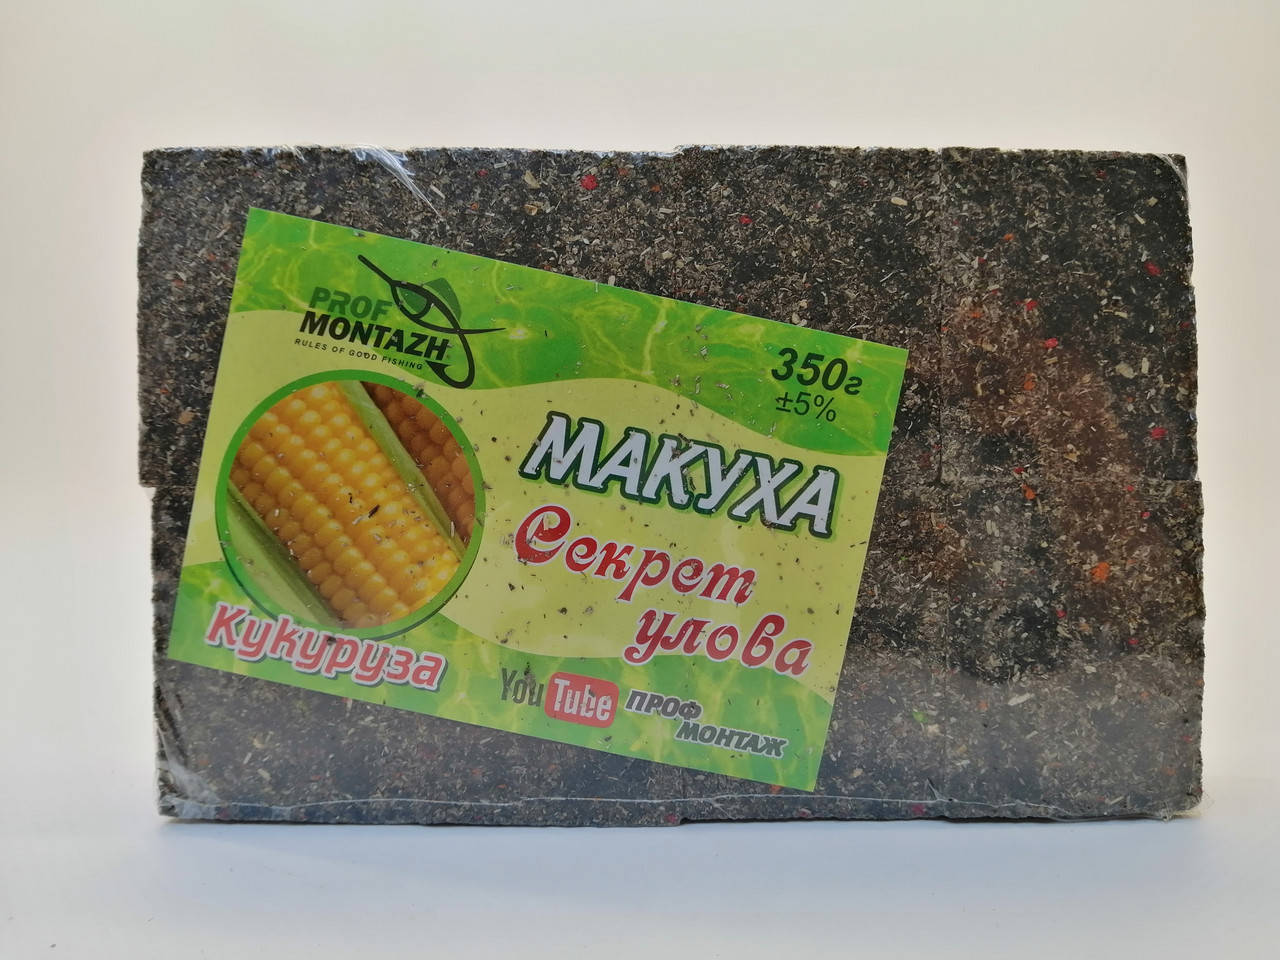 PROF
MONTAZH
RULES OF GOOD FISHING
350г
±5%
МАКУХА
Секрет
улова
Кукуруза
YouTube ПРОФ
МОНТАЖ